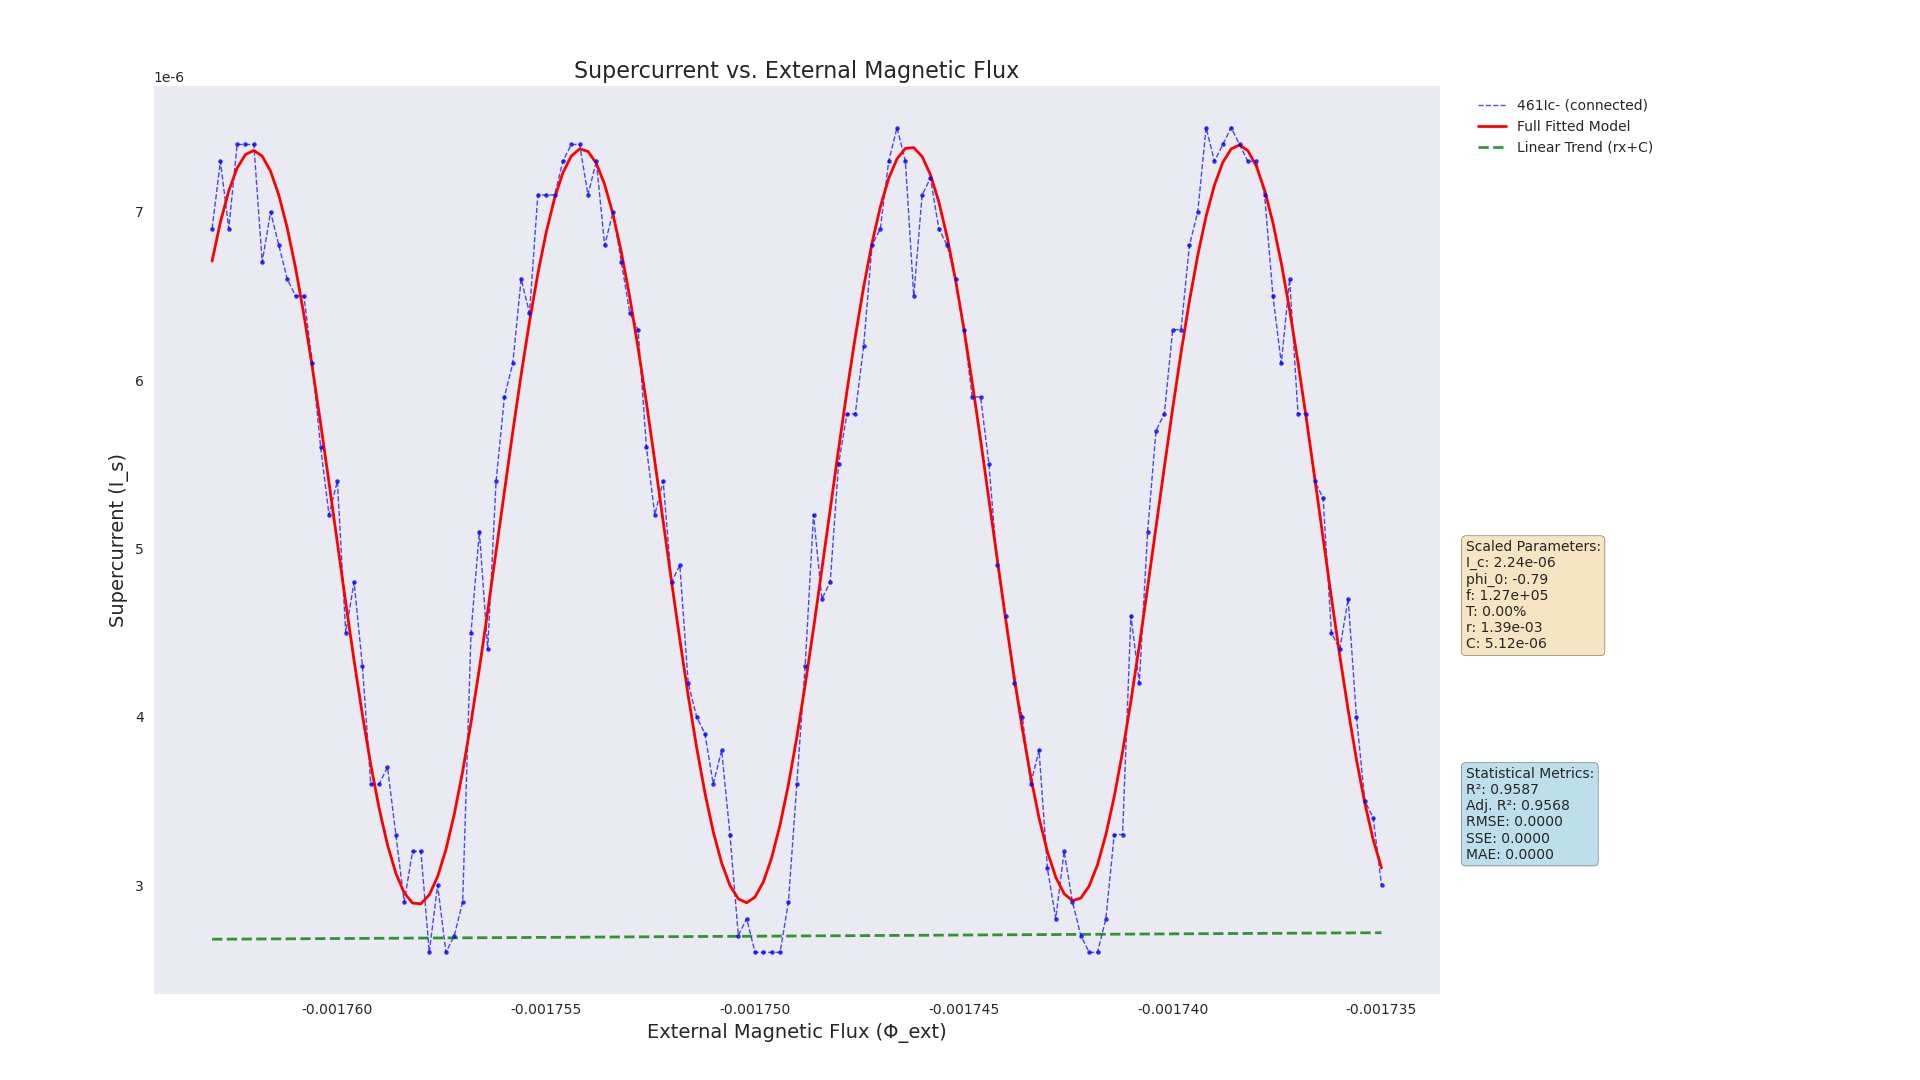 Supercurrent vs. External Magnetic Flux
1e-6
7
6
5
4
3
Supercurrent (I_s)
-0.001760
-0.001755
-0.001750
-0.001745
-0.001740
-0.001735
External Magnetic Flux (Φ_ext)
461Ic- (connected)
Full Fitted Model
Linear Trend (rx+C)
Scaled Parameters:
I_c: 2.24e-06
phi_0: -0.79
f: 1.27e+05
T: 0.00%
r: 1.39e-03
C: 5.12e-06
Statistical Metrics:
R²: 0.9587
Adj. R²: 0.9568
RMSE: 0.0000
SSE: 0.0000
MAE: 0.0000